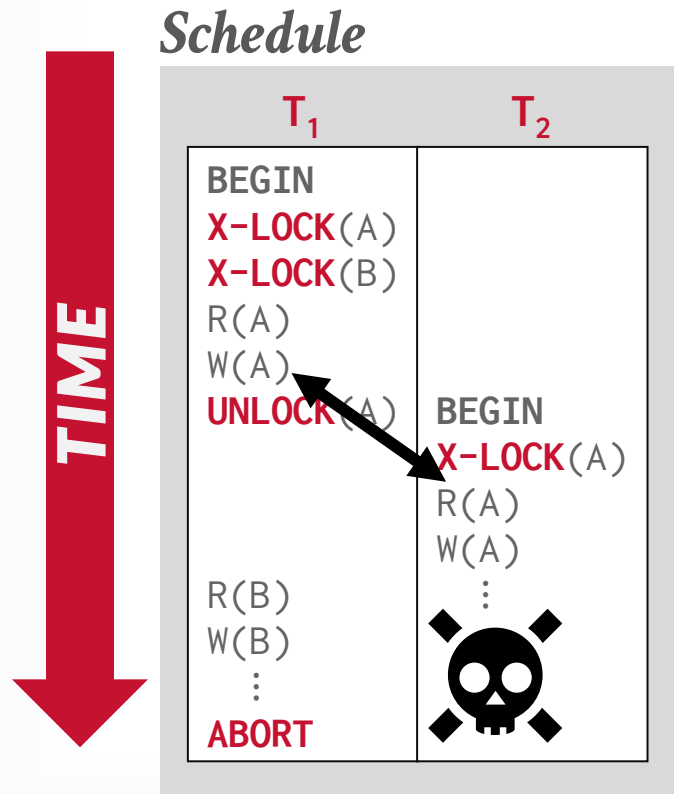 Schedule
TIME
T1
T2
BEGIN
X-LOCK(A)
X-LOCK(B)
R(A)
W(A)
UNLOCK(A)
BEGIN
X-LOCK(A)
R(A)
W(A)
⋮
R(B)
W(B)
⋮
ABORT